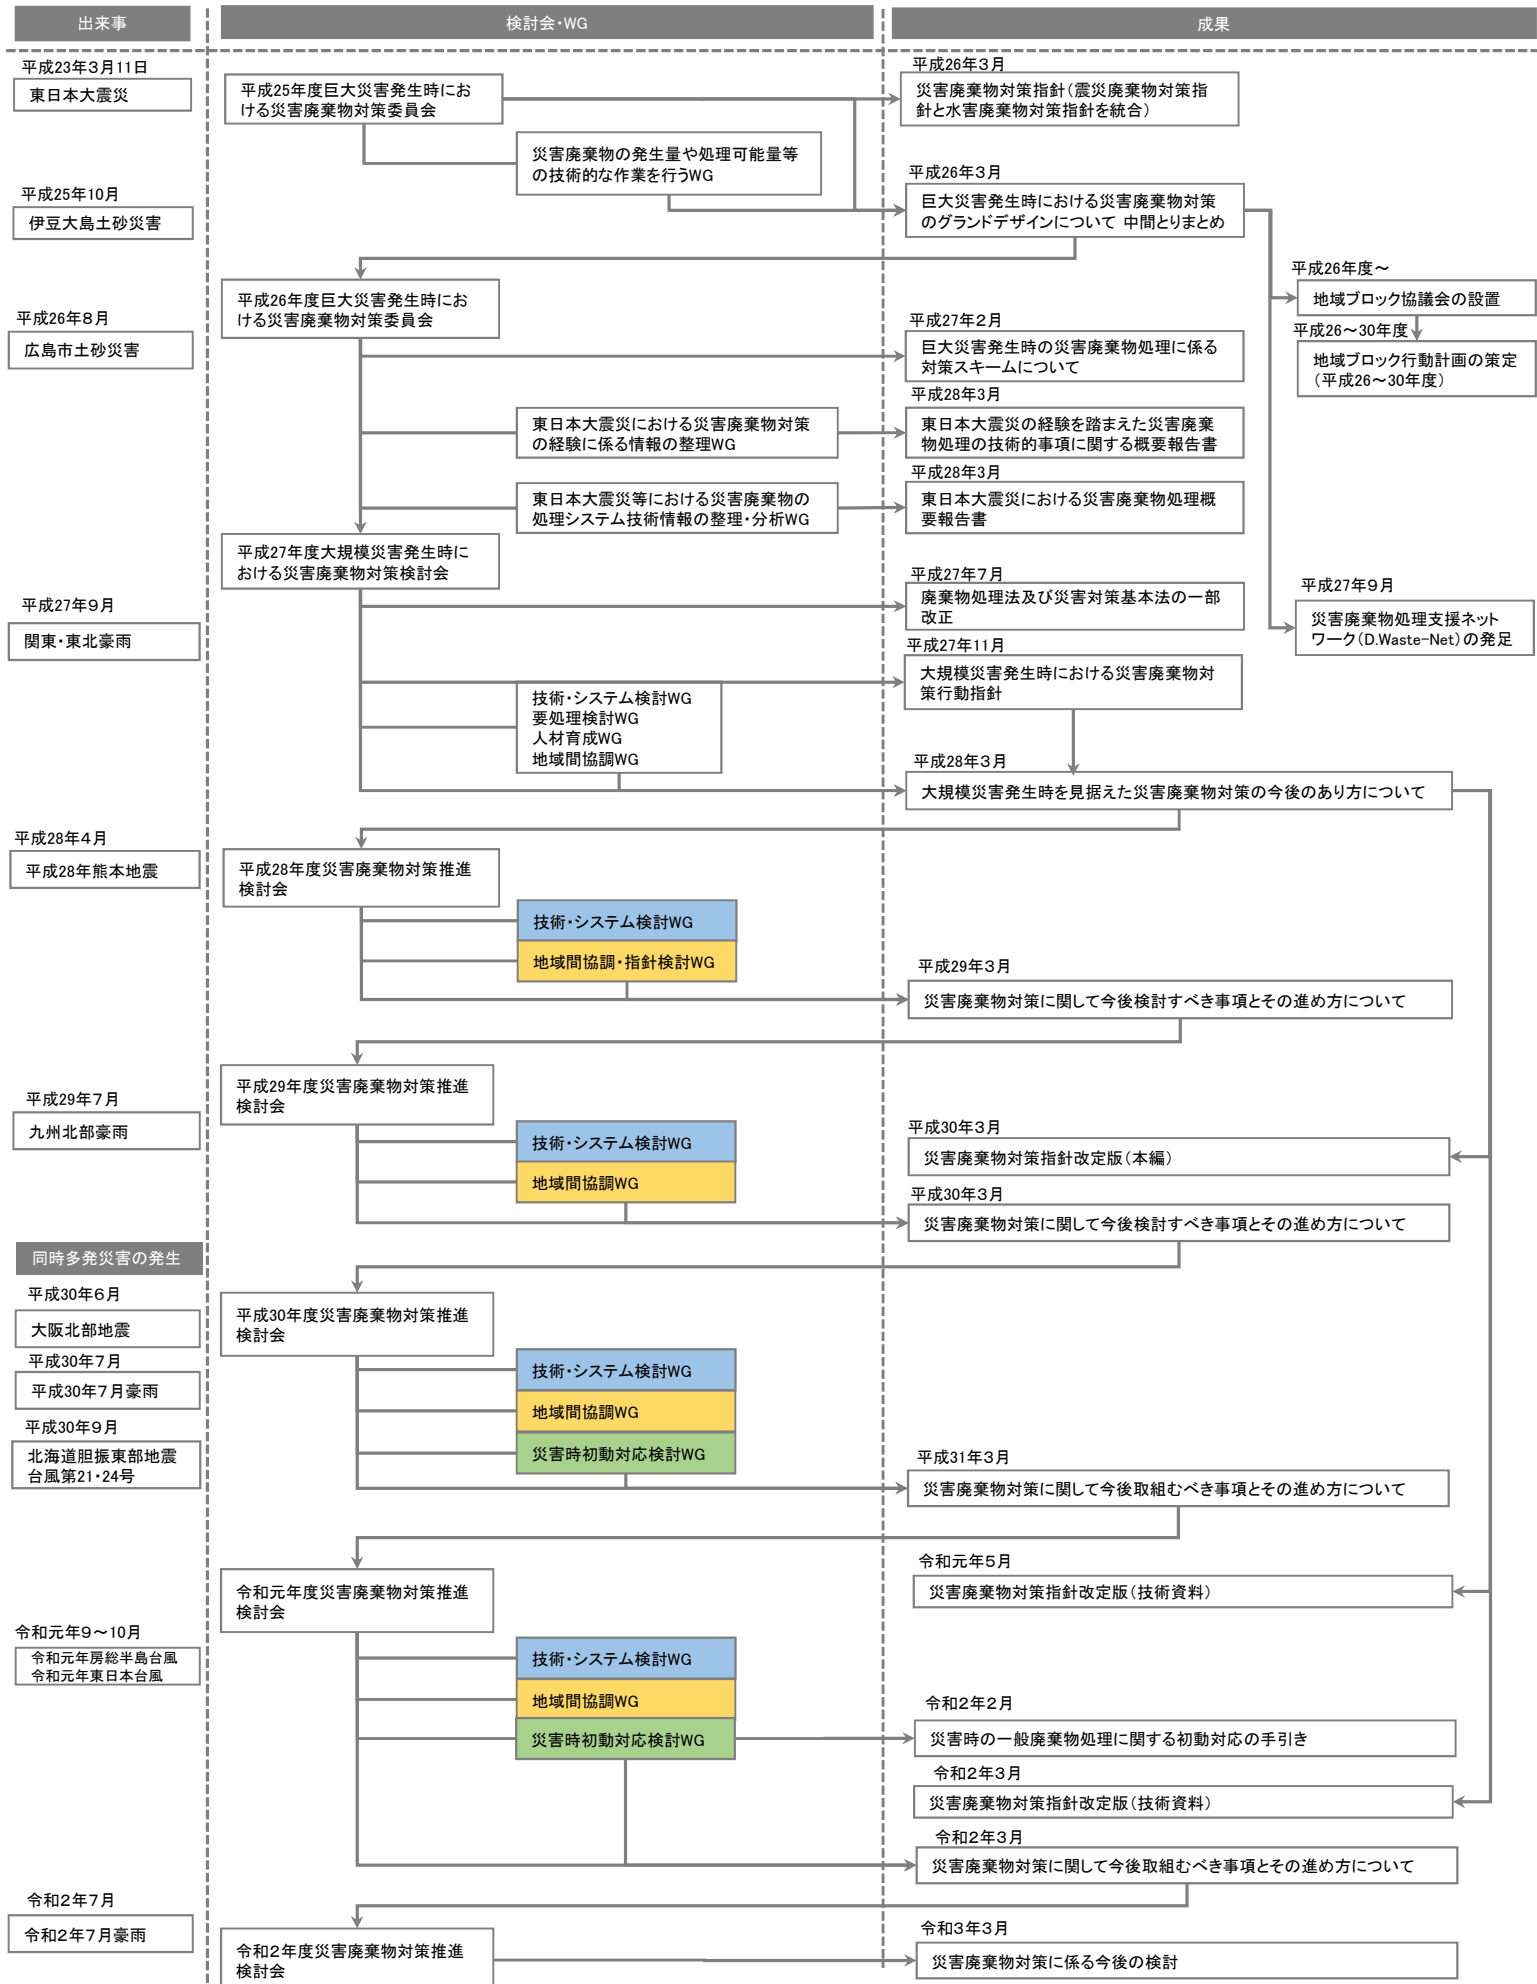 出来事
検討会・WG
成果
平成23年3月11日
東日本大震災
平成25年度巨大災害発生時にお
ける災害廃棄物対策委員会
平成26年3月
災害廃棄物対策指針（震災廃棄物対策指
針と水害廃棄物対策指針を統合）
災害廃棄物の発生量や処理可能量等
の技術的な作業を行うWG
平成25年10月
伊豆大島土砂災害
平成26年3月
巨大災害発生時における災害廃棄物対策
のグランドデザインについて 中間とりまとめ
平成26年度～
地域ブロック協議会の設置
平成26～30年度
地域ブロック行動計画の策定
（平成26～30年度）
平成26年度巨大災害発生時にお
ける災害廃棄物対策委員会
平成26年8月
広島市土砂災害
平成27年2月
巨大災害発生時の災害廃棄物処理に係る
対策スキームについて
東日本大震災における災害廃棄物対策
の経験に係る情報の整理WG
平成28年3月
東日本大震災の経験を踏まえた災害廃棄
物処理の技術的事項に関する概要報告書
東日本大震災等における災害廃棄物の
処理システム技術情報の整理・分析WG
平成28年3月
東日本大震災における災害廃棄物処理概
要報告書
平成27年度大規模災害発生時に
おける災害廃棄物対策検討会
平成27年7月
廃棄物処理法及び災害対策基本法の一部
改正
平成27年9月
災害廃棄物処理支援ネット
ワーク（D.Waste-Net）の発足
平成27年9月
関東・東北豪雨
平成27年11月
大規模災害発生時における災害廃棄物対
策行動指針
技術・システム検討WG
要処理検討WG
人材育成WG
地域間協調WG
平成28年3月
大規模災害発生時を見据えた災害廃棄物対策の今後のあり方について
平成28年4月
平成28年熊本地震
平成28年度災害廃棄物対策推進
検討会
技術・システム検討WG
地域間協調・指針検討WG
平成29年3月
災害廃棄物対策に関して今後検討すべき事項とその進め方について
平成29年度災害廃棄物対策推進
検討会
平成29年7月
九州北部豪雨
技術・システム検討WG
地域間協調WG
平成30年3月
災害廃棄物対策指針改定版（本編）
平成30年3月
災害廃棄物対策に関して今後検討すべき事項とその進め方について
同時多発災害の発生
平成30年6月
大阪北部地震
平成30年7月
平成30年7月豪雨
平成30年9月
北海道胆振東部地震
台風第21・24号
平成30年度災害廃棄物対策推進
検討会
技術・システム検討WG
地域間協調WG
災害時初動対応検討WG
平成31年3月
災害廃棄物対策に関して今後取組むべき事項とその進め方について
令和元年度災害廃棄物対策推進
検討会
令和元年5月
災害廃棄物対策指針改定版（技術資料）
令和元年9～10月
令和元年房総半島台風
令和元年東日本台風
技術・システム検討WG
地域間協調WG
災害時初動対応検討WG
令和2年2月
災害時の一般廃棄物処理に関する初動対応の手引き
令和2年3月
災害廃棄物対策指針改定版（技術資料）
令和2年3月
災害廃棄物対策に関して今後取組むべき事項とその進め方について
令和2年7月
令和2年7月豪雨
令和2年度災害廃棄物対策推進
検討会
令和3年3月
災害廃棄物対策に係る今後の検討